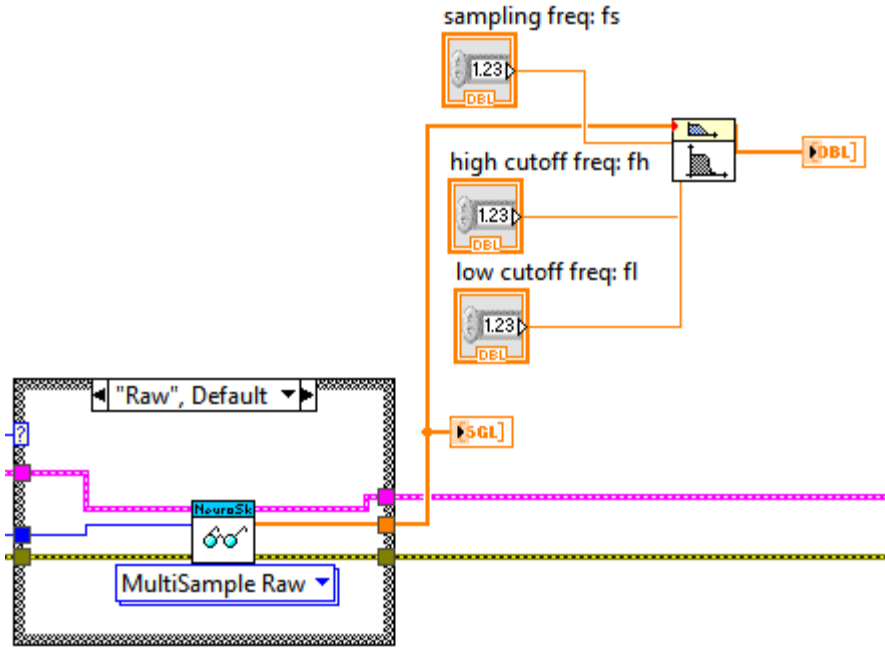 sampling freq: fs
1.23
DBL
high cutoff freq: fh
DBL]
1.23
DBL
low cutoff freq: fl
1.23
DBL
"Raw", Default
?
SGL]
NeuroSk
MultiSample Raw